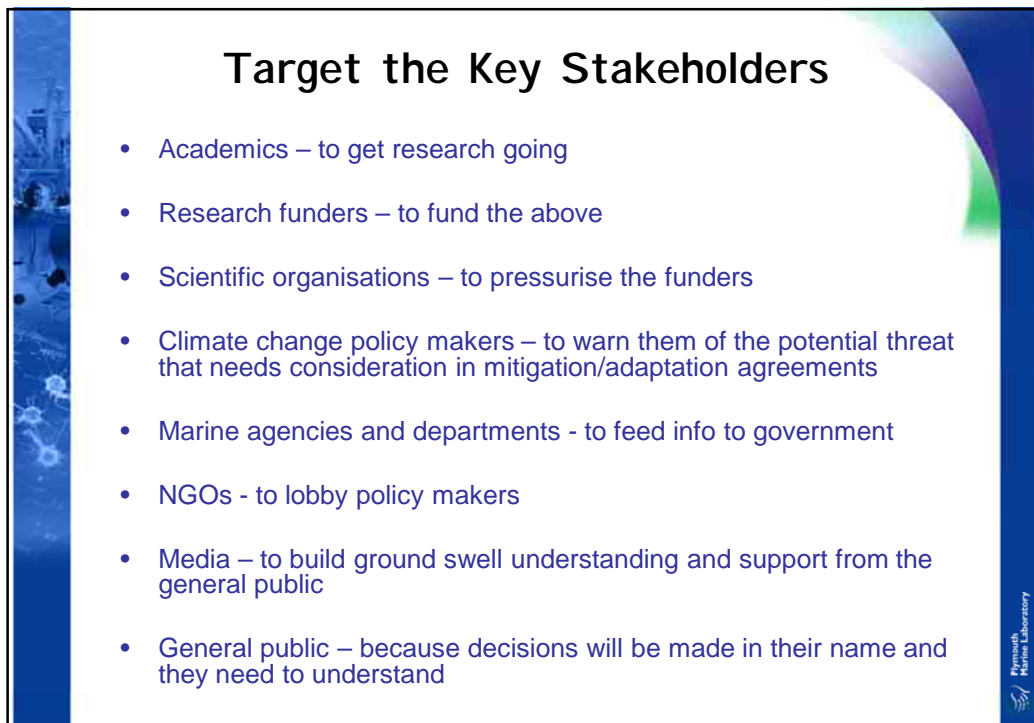 Target the Key Stakeholders
• Academics – to get research going
• Research funders – to fund the above
• Scientific organisations – to pressurise the funders
• Climate change policy makers – to warn them of the potential threat
that needs consideration in mitigation/adaptation agreements
• Marine agencies and departments - to feed info to government
• NGOs - to lobby policy makers
• Media – to build ground swell understanding and support from the
general public
• General public – because decisions will be made in their name and
they need to understand
Plymouth
Marine Laboratory